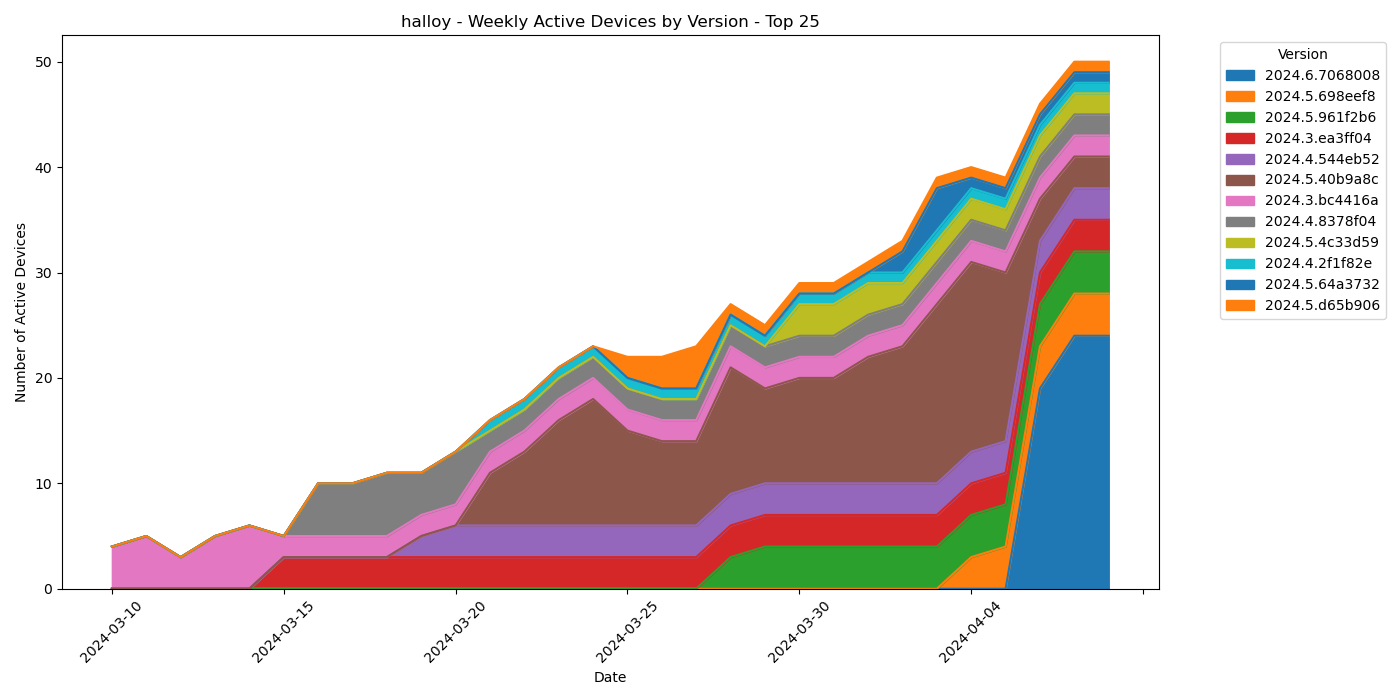 halloy - Weekly Active Devices by Version - Top 25
Number of Active Devices
50
40
30
20
10
0
2024-03-10
2024-03-15
2024-03-20
2024-03-25
2024-03-30
2024-04-04
Date
Version
2024.6.7068008
2024.5.698eef8
2024.5.961f2b6
2024.3.ea3ff04
2024.4.544eb52
2024.5.40b9a8c
2024.3.bc4416a
2024.4.8378f04
2024.5.4c33d59
2024.4.2f1f82e
2024.5.64a3732
2024.5.d65b906